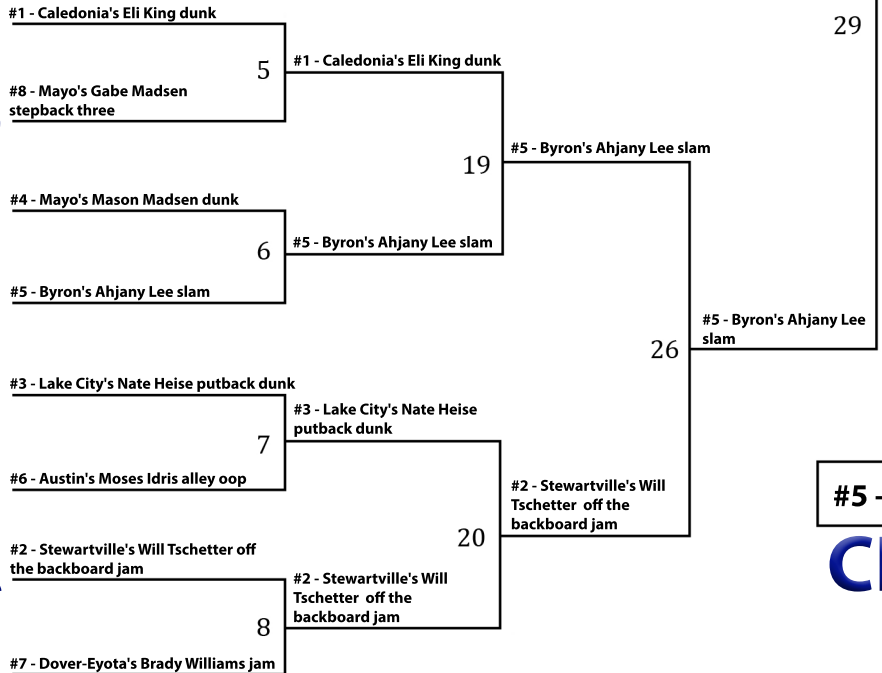 #1 - Caledonia's Eli King dunk
29
#1 - Caledonia's Eli King dunk
5
#8 - Mayo's Gabe Madsen
stepback three
#5 - Byron's Ahjany Lee slam
19
#4 - Mayo's Mason Madsen dunk
#5 - Byron's Ahjany Lee slam
6
#5 - Byron's Ahjany Lee slam
#5 - Byron's Ahjany Lee
slam
26
#3 - Lake City's Nate Heise putback dunk
#3 - Lake City's Nate Heise
putback dunk
7
#6 - Austin's Moses Idris alley oop
#2 - Stewartville's Will
Tschetter off the
backboard jam
#5 -
20
#2 - Stewartville's Will Tschetter off
the backboard jam
#2 - Stewartville's Will
Tschetter off the
backboard jam
8
#7 - Dover-Eyota's Brady Williams jam